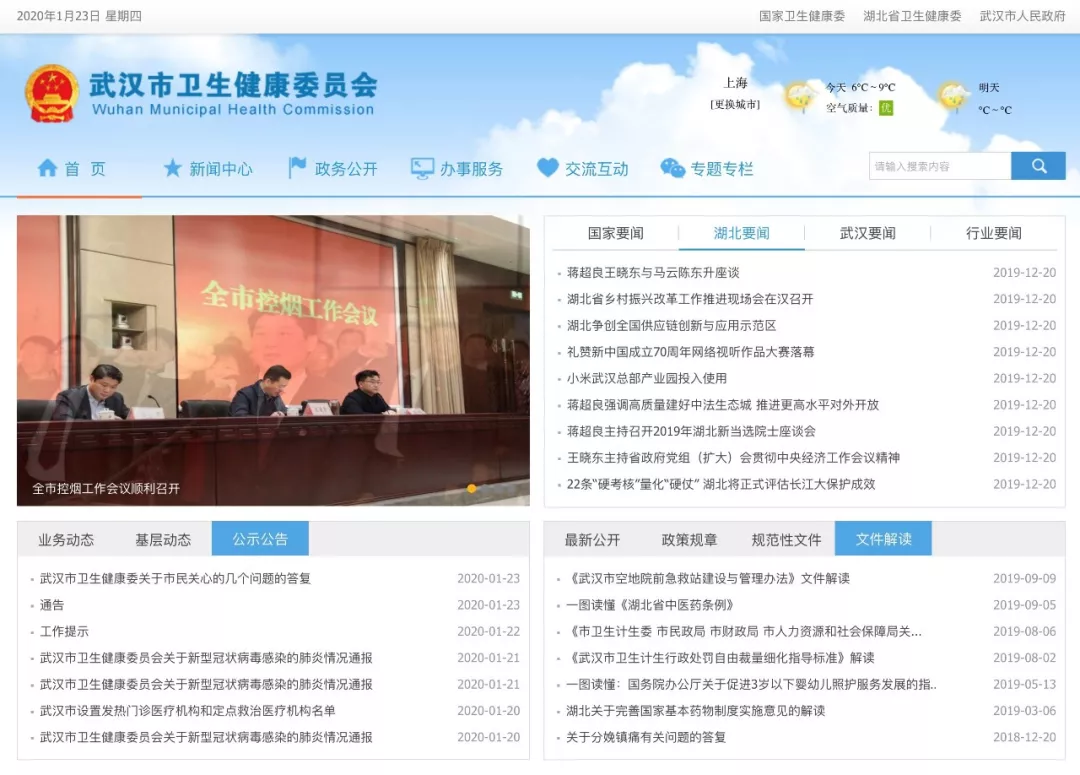 2020年1月23日 星期四
国家卫生健康委 湖北省卫生健康委 武汉市人民政府
武汉市卫生健康委员会
Wuhan Municipal Health Commission
上海
[更换城市]
今天 6℃~9℃
空气质量: 优
明天
℃~℃
首 页 新闻中心 政务公开 办事服务 交流互动 专题专栏
请输入搜索内容
全市控烟工作会议
全市控烟工作会议顺利召开
国家要闻 湖北要闻 武汉要闻 行业要闻
蒋超良王晓东与马云陈东升座谈 2019-12-20
湖北省乡村振兴改革工作推进现场会在汉召开 2019-12-20
湖北争创全国供应链创新与应用示范区 2019-12-20
礼赞新中国成立70周年网络视听作品大赛落幕 2019-12-20
小米武汉总部产业园投入使用 2019-12-20
蒋超良强调高质量建好中法生态城 推进更高水平对外开放 2019-12-20
蒋超良主持召开2019年湖北新当选院士座谈会 2019-12-20
王晓东主持省政府党组（扩大）会贯彻中央经济工作会议精神 2019-12-20
22条“硬考核”量化“硬仗” 湖北将正式评估长江大保护成效 2019-12-20
业务动态 基层动态 公示公告
武汉市卫生健康委关于市民关心的几个问题的答复 2020-01-23
通告 2020-01-23
工作提示 2020-01-22
武汉市卫生健康委员会关于新型冠状病毒感染的肺炎情况通报 2020-01-21
武汉市卫生健康委员会关于新型冠状病毒感染的肺炎情况通报 2020-01-21
武汉市设置发热门诊医疗机构和定点救治医疗机构名单 2020-01-20
武汉市卫生健康委员会关于新型冠状病毒感染的肺炎情况通报 2020-01-20
最新公开 政策规章 规范性文件 文件解读
《武汉市空地院前急救站建设与管理办法》文件解读 2019-09-09
一图读懂《湖北省中医药条例》 2019-09-05
《市卫生计生委 市民政局 市财政局 市人力资源和社会保障局关... 2019-08-06
《武汉市卫生计生行政处罚自由裁量细化指导标准》解读 2019-08-02
一图读懂：国务院办公厅关于促进3岁以下婴幼儿照护服务发展的指.. 2019-05-13
湖北关于完善国家基本药物制度实施意见的解读 2019-03-06
关于分娩镇痛有关问题的答复 2018-12-20